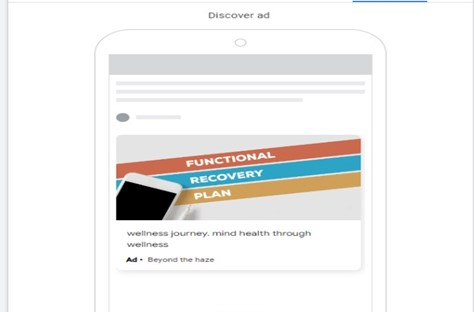 Discover ad
FUNCTIONAL
RECOVERY
PLAN
wellness journey. mind health through
wellness
Ad • Beyond the haze